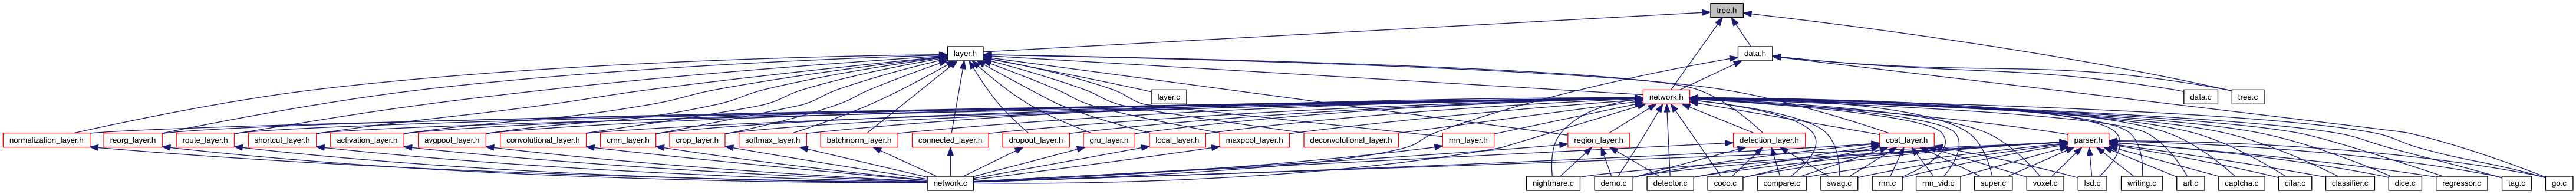 tree.h
layer.h
data.h
layer.c
network.h
data.c
tree.c
normalization_layer.h
reorg_layer.h
route_layer.h
shortcut_layer.h
activation_layer.h
avgpool_layer.h
convolutional_layer.h
crnn_layer.h
crop_layer.h
softmax_layer.h
batchnorm_layer.h
connected_layer.h
dropout_layer.h
gru_layer.h
local_layer.h
maxpool_layer.h
deconvolutional_layer.h
rnn_layer.h
region_layer.h
detection_layer.h
cost_layer.h
parser.h
network.c
nightmare.c
demo.c
detector.c
coco.c
compare.c
swag.c
rnn.c
rnn_vid.c
super.c
voxel.c
lsd.c
writing.c
art.c
captcha.c
cifar.c
classifier.c
dice.c
regressor.c
tag.c
go.c